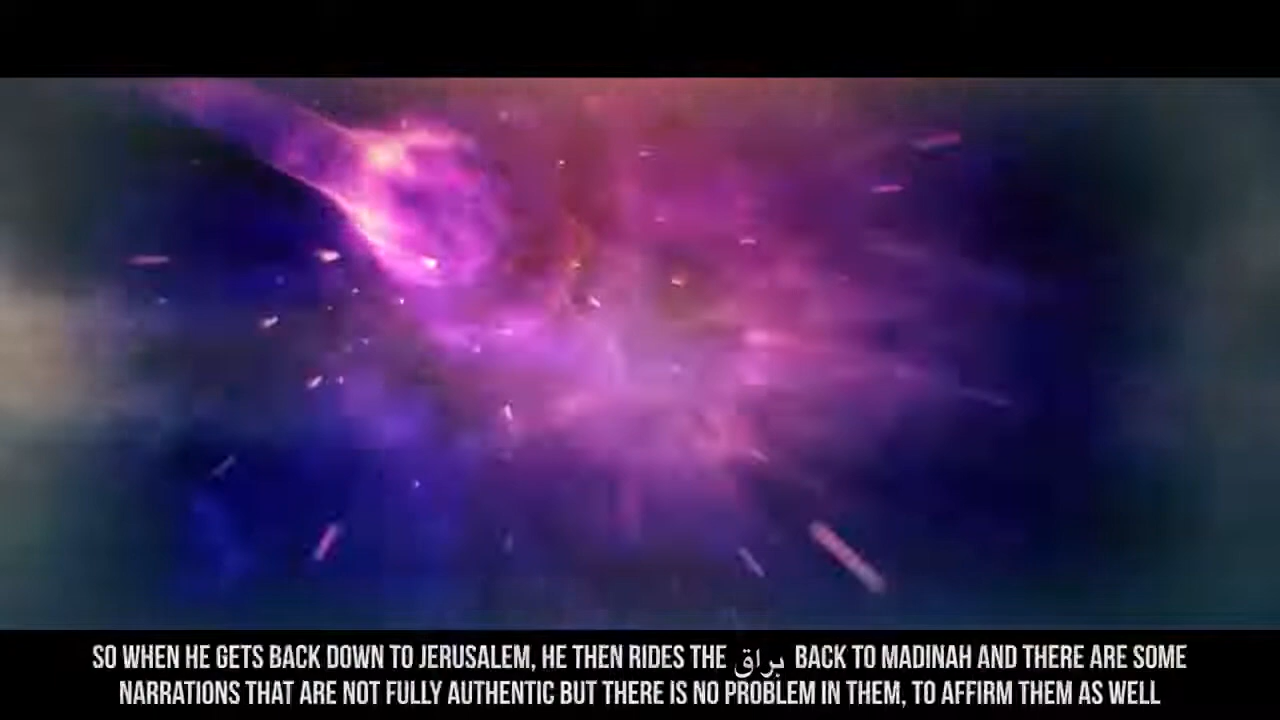 SO WHEN HE GETS BACK DOWN TO JERUSALEM, HE THEN RIDES THE براق BACK TO MADINAH AND THERE ARE SOME
NARRATIONS THAT ARE NOT FULLY AUTHENTIC BUT THERE IS NO PROBLEM IN THEM, TO AFFIRM THEM AS WELL